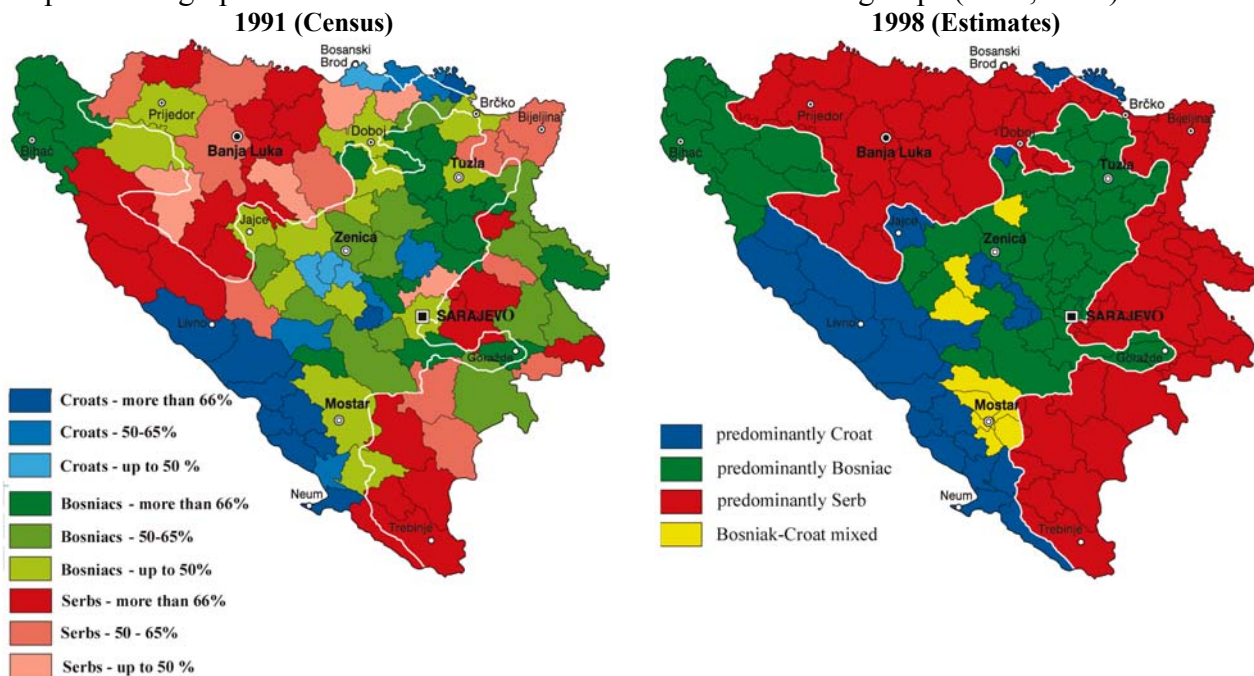 1991 (Census)
Bosanski
Brod
Brčko
Prijedor
Bijeljina
Doboj
Banja Luka
Bihać
Tuzla
Jajce
Zenica
Livno
SARAJEVO
Goražde
Mostar
Neum
Trebinje
Croats - more than 66%
Croats - 50-65%
Croats - up to 50 %
Bosniacs - more than 66%
Bosniacs - 50-65%
Bosniacs - up to 50%
Serbs - more than 66%
Serbs - 50 - 65%
Serbs - up to 50 %
1998 (Estimates)
Bosanski
Brod
Brčko
Prijedor
Bijeljina
Doboj
Banja Luka
Bihać
Tuzla
Jajce
Zenica
Livno
SARAJEVO
Goražde
Mostar
Neum
Trebinje
predominantly Croat
predominantly Bosniac
predominantly Serb
Bosniak-Croat mixed